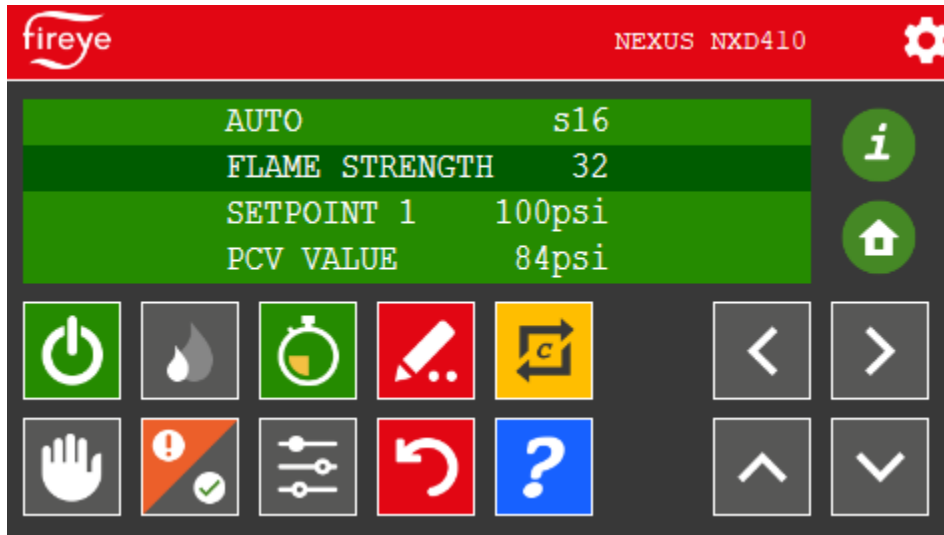 fireye
NEXUS NXD410
AUTO s16
FLAME STRENGTH 32
SETPOINT 1 100psi
PCV VALUE 84psi
i
C
?